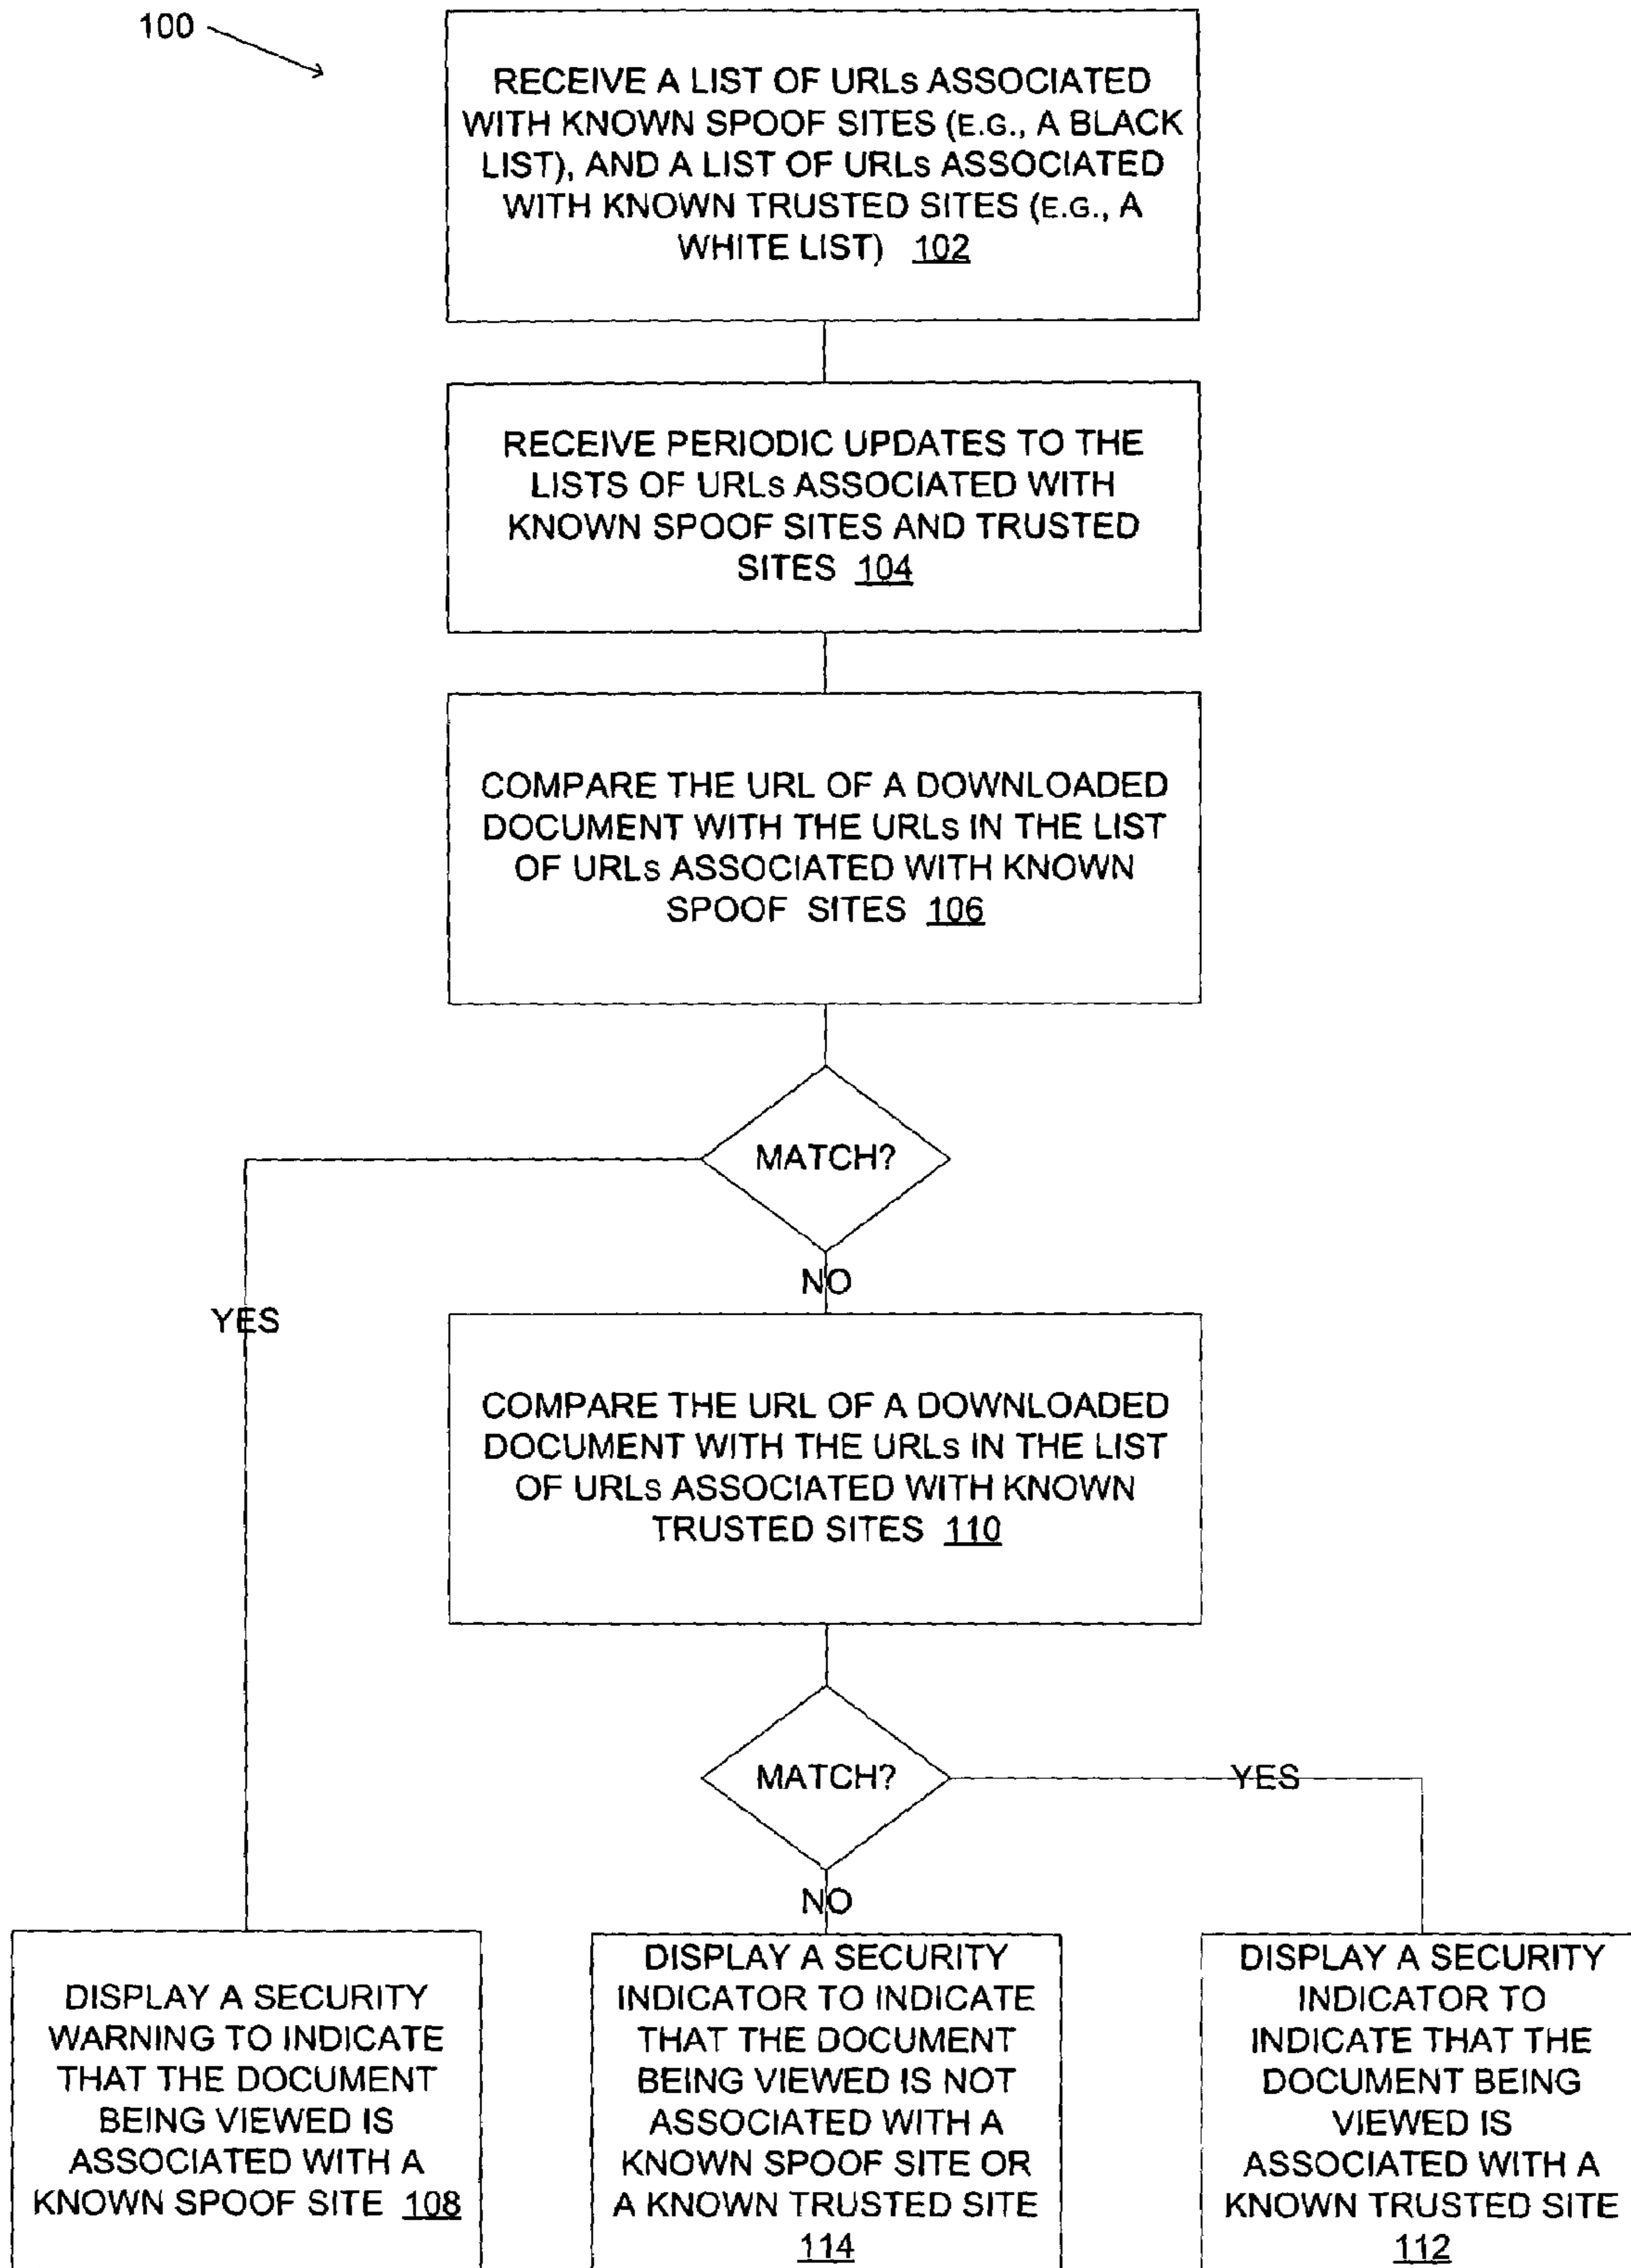 100
RECEIVE A LIST OF URLs ASSOCIATED
WITH KNOWN SPOOF SITES (E.G., A BLACK
LIST), AND A LIST OF URLs ASSOCIATED
WITH KNOWN TRUSTED SITES (E.G., A
WHITE LIST) 102
RECEIVE PERIODIC UPDATES TO THE
LISTS OF URLs ASSOCIATED WITH
KNOWN SPOOF SITES AND TRUSTED
SITES 104
COMPARE THE URL OF A DOWNLOADED
DOCUMENT WITH THE URLs IN THE LIST
OF URLs ASSOCIATED WITH KNOWN
SPOOF SITES 106
MATCH?
NO
YES
COMPARE THE URL OF A DOWNLOADED
DOCUMENT WITH THE URLs IN THE LIST
OF URLs ASSOCIATED WITH KNOWN
TRUSTED SITES 110
MATCH?
YES
NO
DISPLAY A SECURITY
WARNING TO INDICATE
THAT THE DOCUMENT
BEING VIEWED IS
ASSOCIATED WITH A
KNOWN SPOOF SITE 108
DISPLAY A SECURITY
INDICATOR TO INDICATE
THAT THE DOCUMENT
BEING VIEWED IS NOT
ASSOCIATED WITH A
KNOWN SPOOF SITE OR
A KNOWN TRUSTED SITE
114
DISPLAY A SECURITY
INDICATOR TO
INDICATE THAT THE
DOCUMENT BEING
VIEWED IS
ASSOCIATED WITH A
KNOWN TRUSTED SITE
112